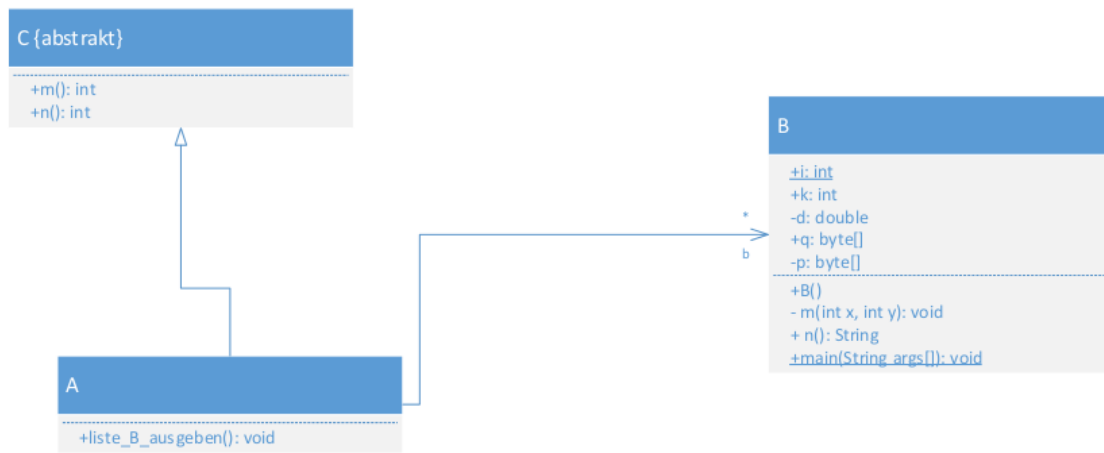 C {abstrakt}
+m(): int
+n(): int
B
+i: int
+k: int
-d: double
+q: byte[]
-p: byte[]
+B()
- m(int x, int y): void
+ n(): String
+main(String args[]): void
*
b
A
+liste_B_ausgeben(): void